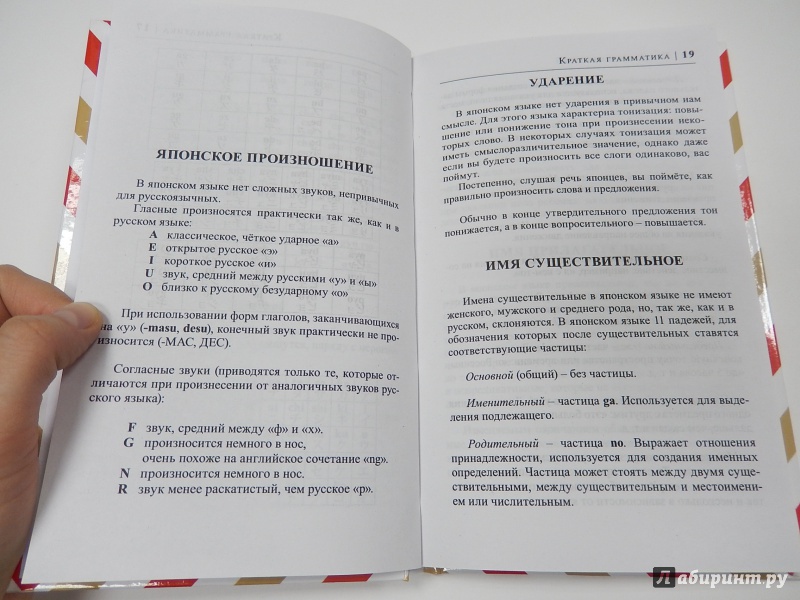 ЯПОНСКОЕ ПРОИЗНОШЕНИЕ
В японском языке нет сложных звуков, непривычных
для русскоязычных.
Гласные произносятся практически так же, как и в
русском языке:
А классическое, чёткое ударное «а»
Е открытое русское «э»
I короткое русское «и»
U звук, средний между русскими «у» и «ы»
О близко к русскому безударному «о»
При использовании форм глаголов, заканчивающихся
на «у» (-masu, desu), конечный звук практически не про-
износится (-МАС, ДЕС).
Согласные звуки (приводятся только те, которые от-
личаются при произнесении от аналогичных звуков рус-
ского языка):
F звук, средний между «ф» и «х».
G произносится немного в нос,
очень похоже на английское сочетание «ng».
N произносится немного в нос.
R звук менее раскатистый, чем русское «р».
КРАТКАЯ ГРАММАТИКА | 19
УДАРЕНИЕ
В японском языке нет ударения в привычном нам
смысле. Для этого языка характерна тонизация: повы-
шение или понижение тона при произнесении неко-
торых слово. В некоторых случаях тонизация может
иметь смыслоразличительное значение, однако даже
если вы будете произносить все слоги одинаково, вас
поймут.
Постепенно, слушая речь японцев, вы поймёте, как
правильно произносить слова и предложения.
Обычно в конце утвердительного предложения тон
понижается, а в конце вопросительного – повышается.
ИМЯ СУЩЕСТВИТЕЛЬНОЕ
Имена существительные в японском языке не имеют
женского, мужского и среднего рода, но, так же, как и в
русском, склоняются. В японском языке 11 падежей, для
обозначения которых после существительных ставятся
соответствующие частицы:
Основной (общий) – без частицы.
Именительный – частица ga. Используется для выде-
ления подлежащего.
Родительный – частица no. Выражает отношения
принадлежности, используется для создания именных
определений. Частица может стоять между двумя суще-
ствительными, между существительным и местоимени-
ем или числительным.
Лабиринт.ру